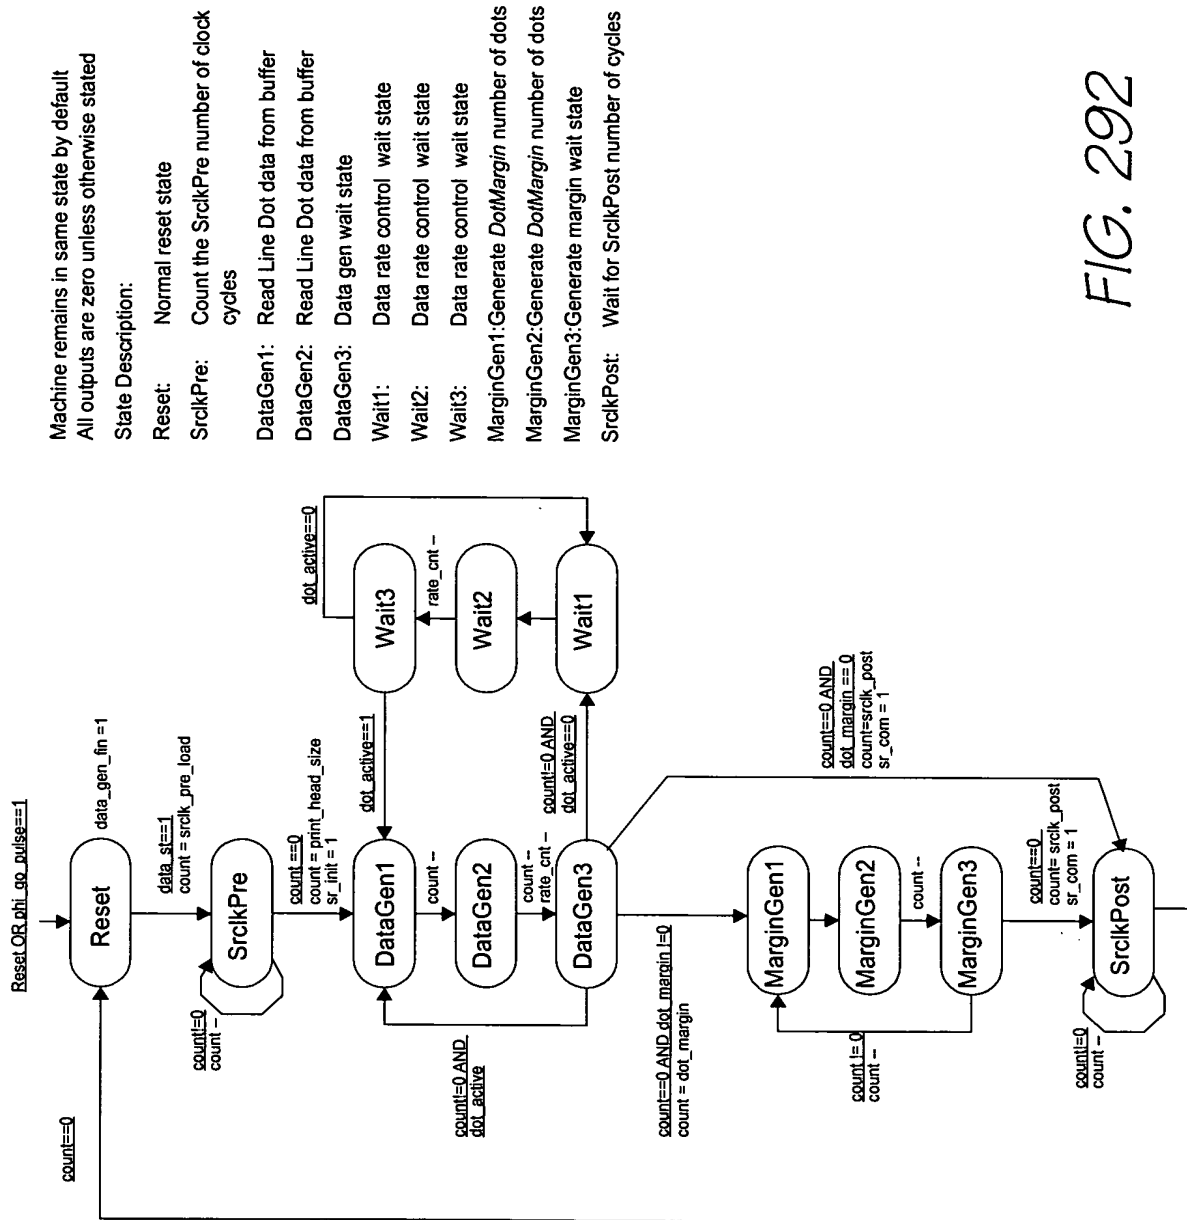 Reset OR phi_go_pulse==1
count==0
Reset
data_gen_fin =1
data_st==1
count = srclk_pre_load
SrclkPre
count!=0
count --
count ==0
count = print_head_size
sr_init = 1
DataGen1
count --
DataGen2
count --
rate_cnt --
DataGen3
count!=0 AND
dot_active
dot_active==1
count!=0 AND
dot_active==0
Wait3
rate_cnt --
Wait2
Wait1
dot_active==0
count==0 AND dot_margin !=0
count = dot_margin
count==0 AND
dot_margin == 0
count=srclk_post
sr_com = 1
MarginGen1
MarginGen2
count --
MarginGen3
count != 0
count --
count==0
count= srclk_post
sr_com = 1
SrclkPost
count!=0
count --
Machine remains in same state by default
All outputs are zero unless otherwise stated
State Description:
Reset: Normal reset state
SrclkPre: Count the SrclkPre number of clock
cycles
DataGen1: Read Line Dot data from buffer
DataGen2: Read Line Dot data from buffer
DataGen3: Data gen wait state
Wait1: Data rate control wait state
Wait2: Data rate control wait state
Wait3: Data rate control wait state
MarginGen1:Generate DotMargin number of dots
MarginGen2:Generate DotMargin number of dots
MarginGen3:Generate margin wait state
SrclkPost: Wait for SrclkPost number of cycles
FIG. 292